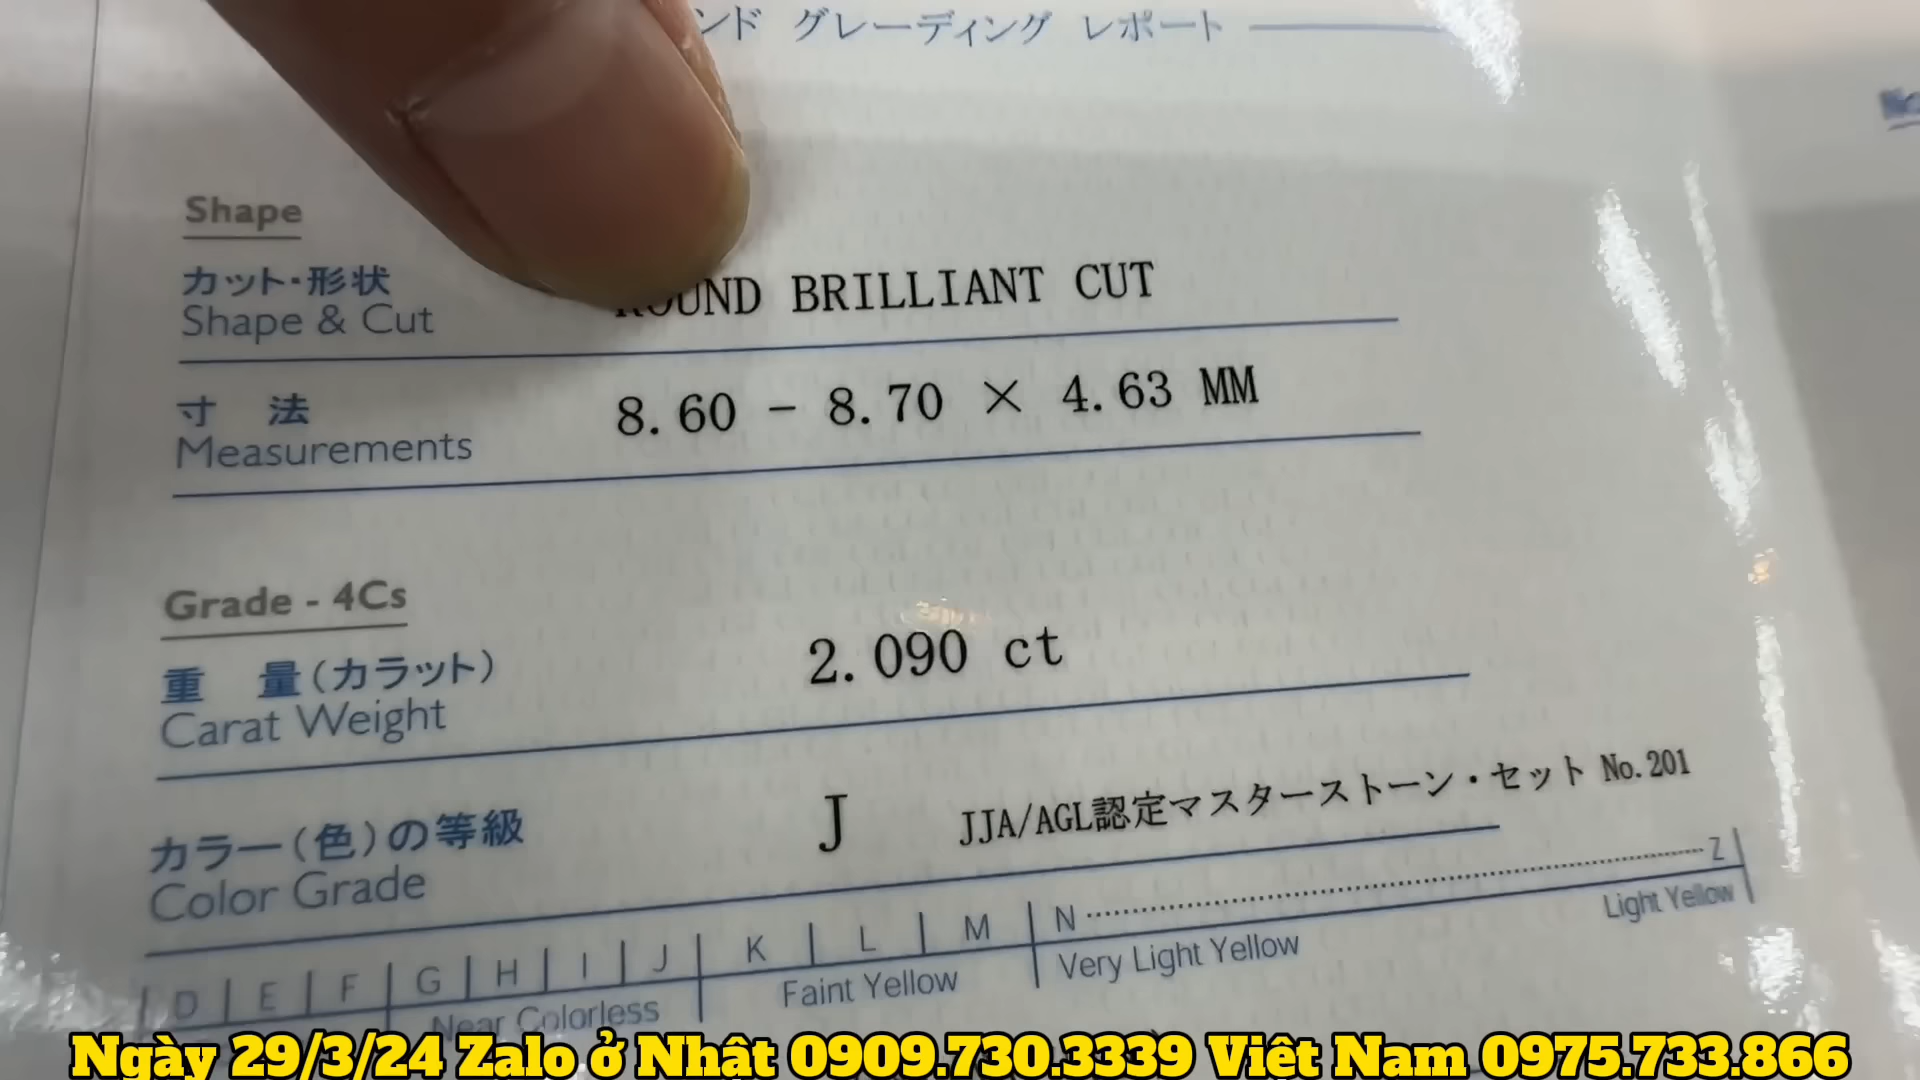 ンド グレーディング レポート
Shape
カット・形状
Shape & Cut
ROUND BRILLIANT CUT
寸 法
Measurements
8.60 - 8.70 × 4.63 MM
Grade - 4Cs
重 量(カラット)
Carat Weight
2.090 ct
カラー(色)の等級
Color Grade
J JJA/AGL認定マスターストーン・セット No.201
D E F G H I J K L M N Z
Near Colorless Faint Yellow Very Light Yellow Light Yellow
Ngày 29/3/24 Zalo ở Nhật 0909.730.3339 Việt Nam 0975.733.866